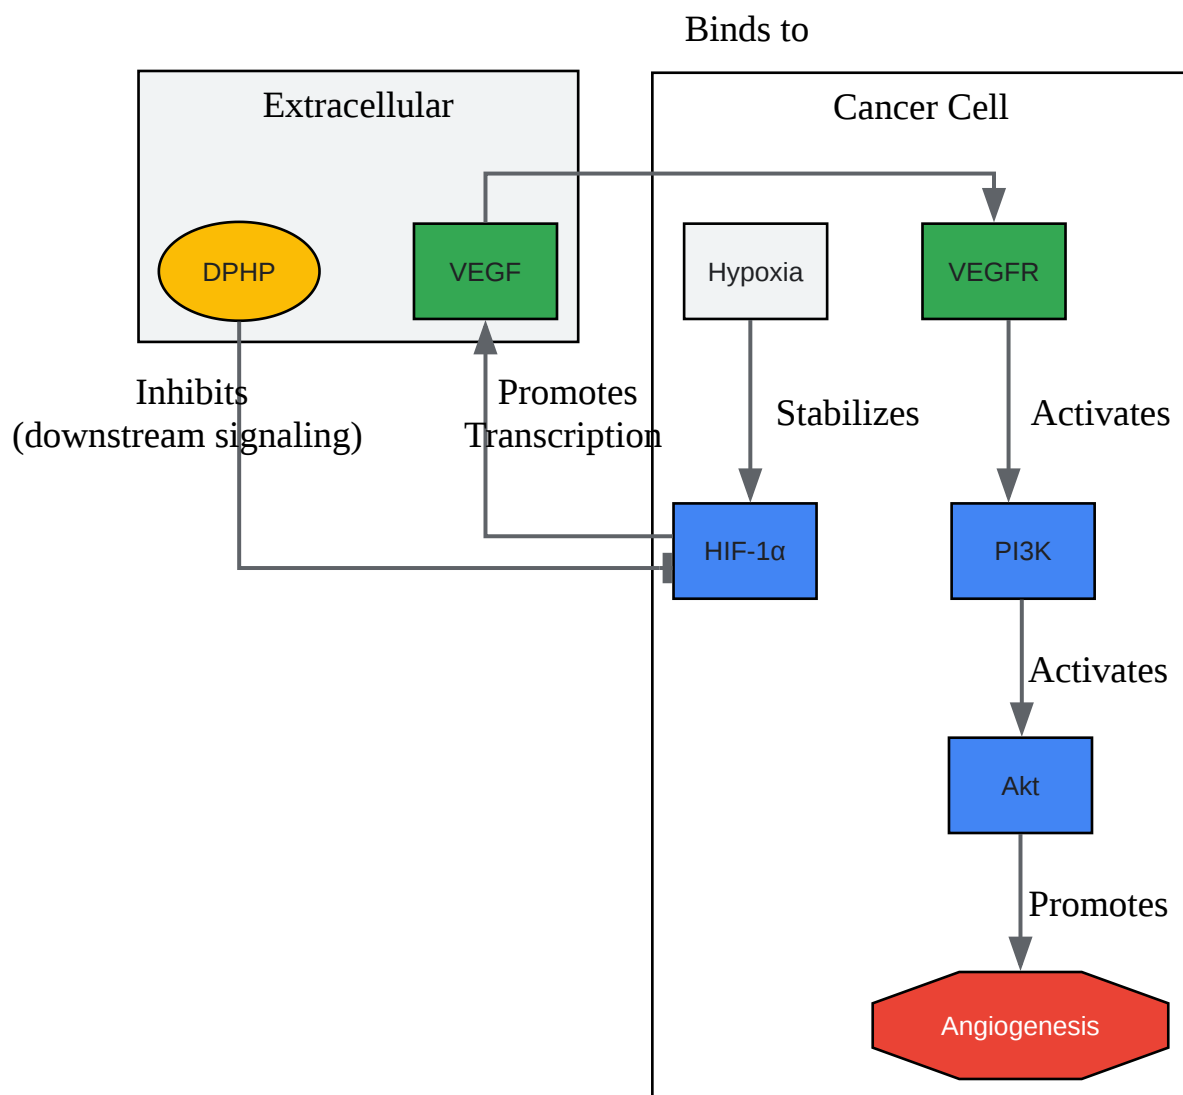 Binds to
Extracellular
Cancer Cell
DPHP
VEGF
Hypoxia
VEGFR
Inhibits
(downstream signaling)
Promotes
Transcription
Stabilizes
Activates
HIF-1α
PI3K
Activates
Akt
Promotes
Angiogenesis